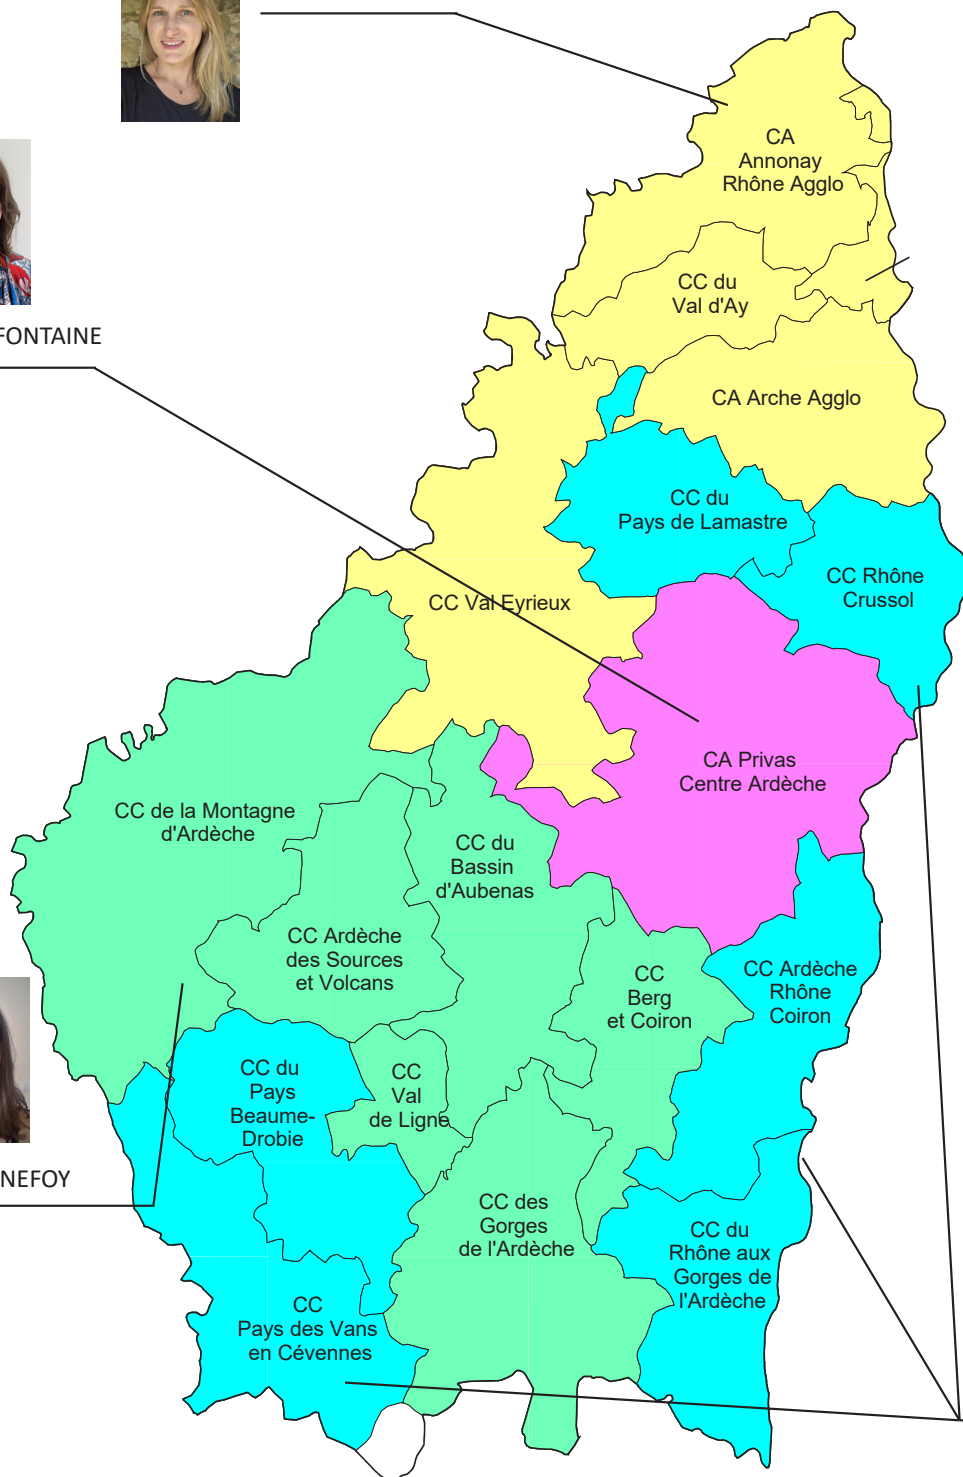 CA
Annonay
Rhône Agglo
CC du
Val d'Ay
FONTAINE
CA Arche Agglo
CC du
Pays de Lamastre
CC Rhône
Crussol
CC Val Eyrieux
CA Privas
Centre Ardèche
CC de la Montagne
d'Ardèche
CC du
Bassin
d'Aubenas
CC Ardèche
des Sources
et Volcans
CC
Berg
et Coiron
CC Ardèche
Rhône
Coiron
CC du
Pays
Beaume-
Drobie
CC
Val
de Ligne
NEFOY
CC des
Gorges
de l'Ardèche
CC du
Rhône aux
Gorges de
l'Ardèche
CC
Pays des Vans
en Cévennes